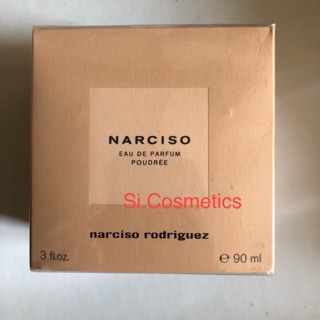 NARCISO
EAU DE PARFUM
POUDRÉE
Si.Cosmetics
narciso rodriguez
3 fl.oz. ℮ 90 ml